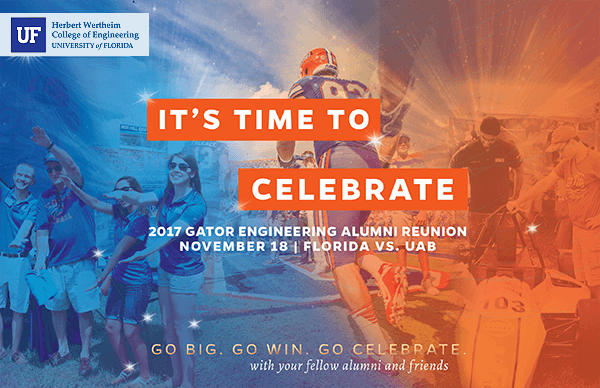 UF
Herbert Wertheim
College of Engineering
UNIVERSITY of FLORIDA
IT'S TIME TO
CELEBRATE
2017 GATOR ENGINEERING ALUMNI REUNION
NOVEMBER 18 | FLORIDA VS. UAB
103
GO BIG. GO WIN. GO CELEBRATE.
with your fellow alumni and friends